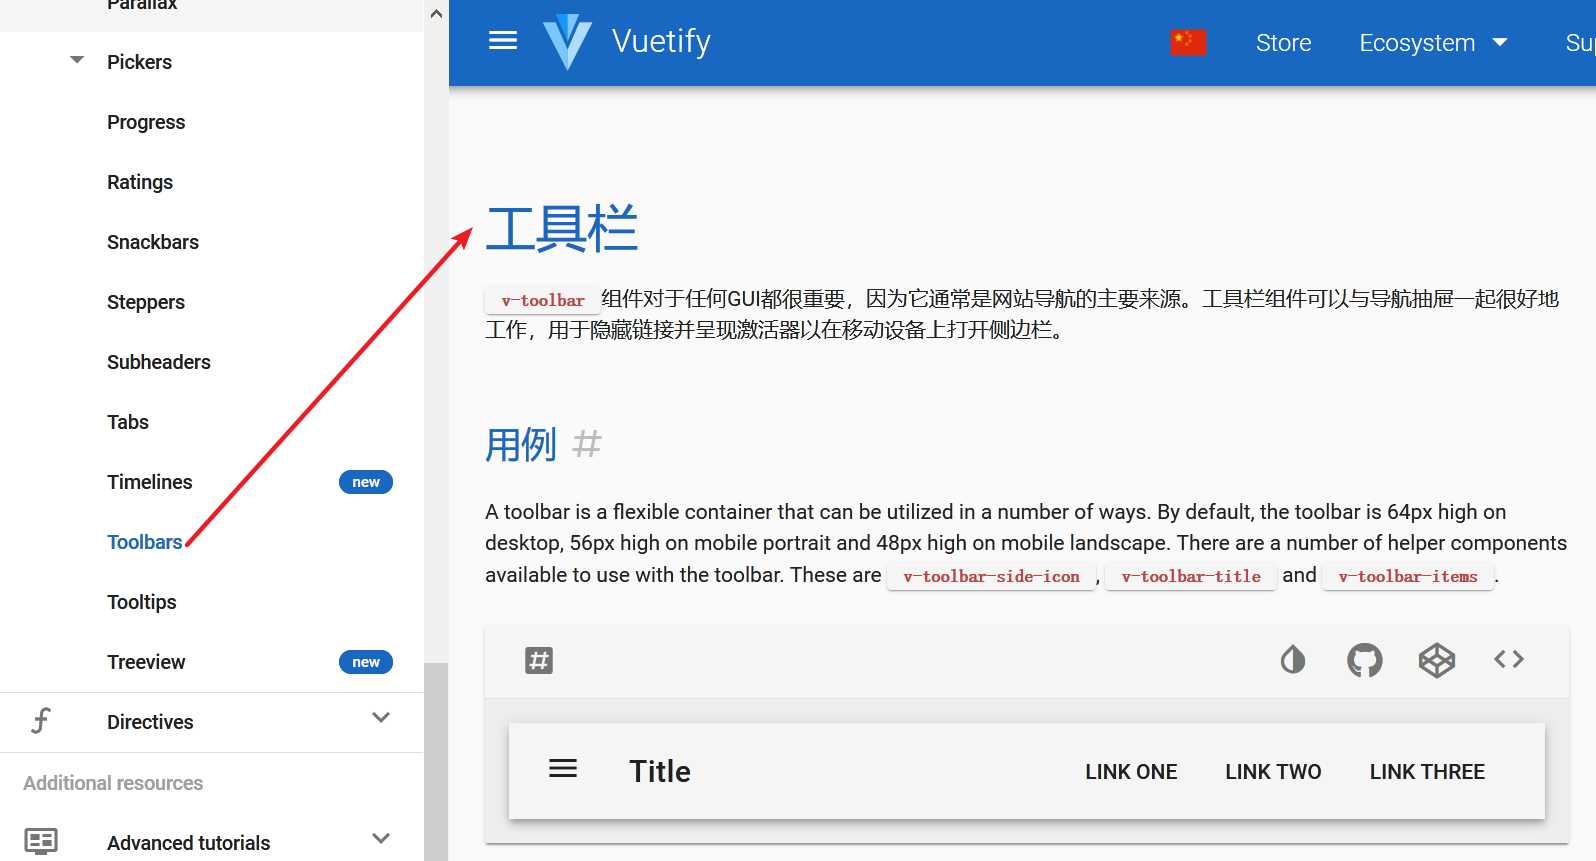 Parallax
Pickers
Progress
Ratings
Snackbars
Steppers
Subheaders
Tabs
Timelines new
Toolbars
Tooltips
Treeview new
Directives
Additional resources
Advanced tutorials
Vuetify
Store
Ecosystem
Su
工具栏
v-toolbar 组件对于任何GUI都很重要，因为它通常是网站导航的主要来源。工具栏组件可以与导航抽屉一起很好地
工作，用于隐藏链接并呈现激活器以在移动设备上打开侧边栏。
用例 #
A toolbar is a flexible container that can be utilized in a number of ways. By default, the toolbar is 64px high on
desktop, 56px high on mobile portrait and 48px high on mobile landscape. There are a number of helper components
available to use with the toolbar. These are v-toolbar-side-icon , v-toolbar-title and v-toolbar-items .
Title
LINK ONE
LINK TWO
LINK THREE